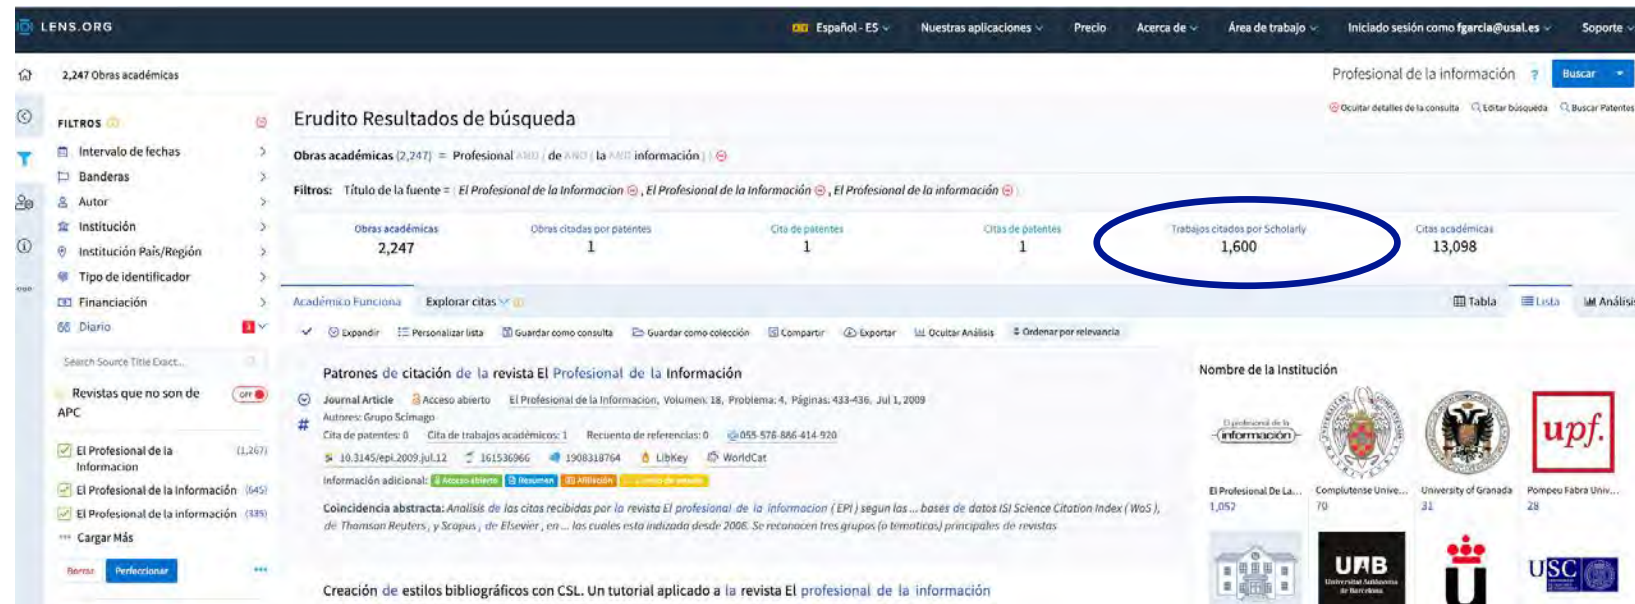 LENS.ORG
Español - ES
Nuestras aplicaciones
Precio
Acerca de
Área de trabajo
Iniciado sesión como fgarcia@usal.es
Soporte
2,247 Obras académicas
Profesional de la información
?
Buscar
Ocultar detalles de la consulta
Editar búsqueda
Buscar Patentes
FILTROS
Intervalo de fechas
Banderas
Autor
Institución
Institución País/Región
Tipo de identificador
Financiación
Diario
Search Source Title Exact...
Revistas que no son de
APC
OFF
El Profesional de la
Informacion
(1,267)
El Profesional de la Información (645)
El Profesional de la información (335)
Cargar Más
Borrar
Perfeccionar
Erudito Resultados de búsqueda
Obras académicas (2,247) = Profesional AND ( de AND ( la AND información ) )
Filtros: Título de la fuente = ( El Profesional de la Informacion , El Profesional de la Información , El Profesional de la información )
Obras académicas
2,247
Obras citadas por patentes
1
Cita de patentes
1
Citas de patentes
1
Trabajos citados por Scholarly
1,600
Citas académicas
13,098
Académico Funciona
Explorar citas
Tabla
Lista
Análisis
Expandir
Personalizar lista
Guardar como consulta
Guardar como colección
Compartir
Exportar
Ocultar Análisis
Ordenar por relevancia
Patrones de citación de la revista El Profesional de la Información
Journal Article
Acceso abierto
El Profesional de la Informacion, Volumen: 18, Problema: 4, Páginas: 433-436, Jul 1, 2009
# Autores: Grupo Scimago
Cita de patentes: 0
Cita de trabajos académicos: 1
Recuento de referencias: 0
055-576-886-414-920
10.3145/epi.2009.jul.12
161536966
1908318764
LibKey
WorldCat
Información adicional: Acceso abierto Resumen Afiliación
Coincidencia abstracta: Analisis de las citas recibidas por la revista El profesional de la informacion ( EPI ) segun las ... bases de datos ISI Science Citation Index ( WoS ),
de Thomson Reuters , y Scopus , de Elsevier , en ... las cuales esta indizada desde 2006. Se reconocen tres grupos (o tematicas) principales de revistas
Creación de estilos bibliográficos con CSL. Un tutorial aplicado a la revista El profesional de la información
Nombre de la Institución
El profesional de la
información
upf.
El Profesional De La...
1,052
Complutense Unive...
70
University of Granada
31
Pompeu Fabra Univ...
28
UAB
Universitat Autònoma
de Barcelona
USC